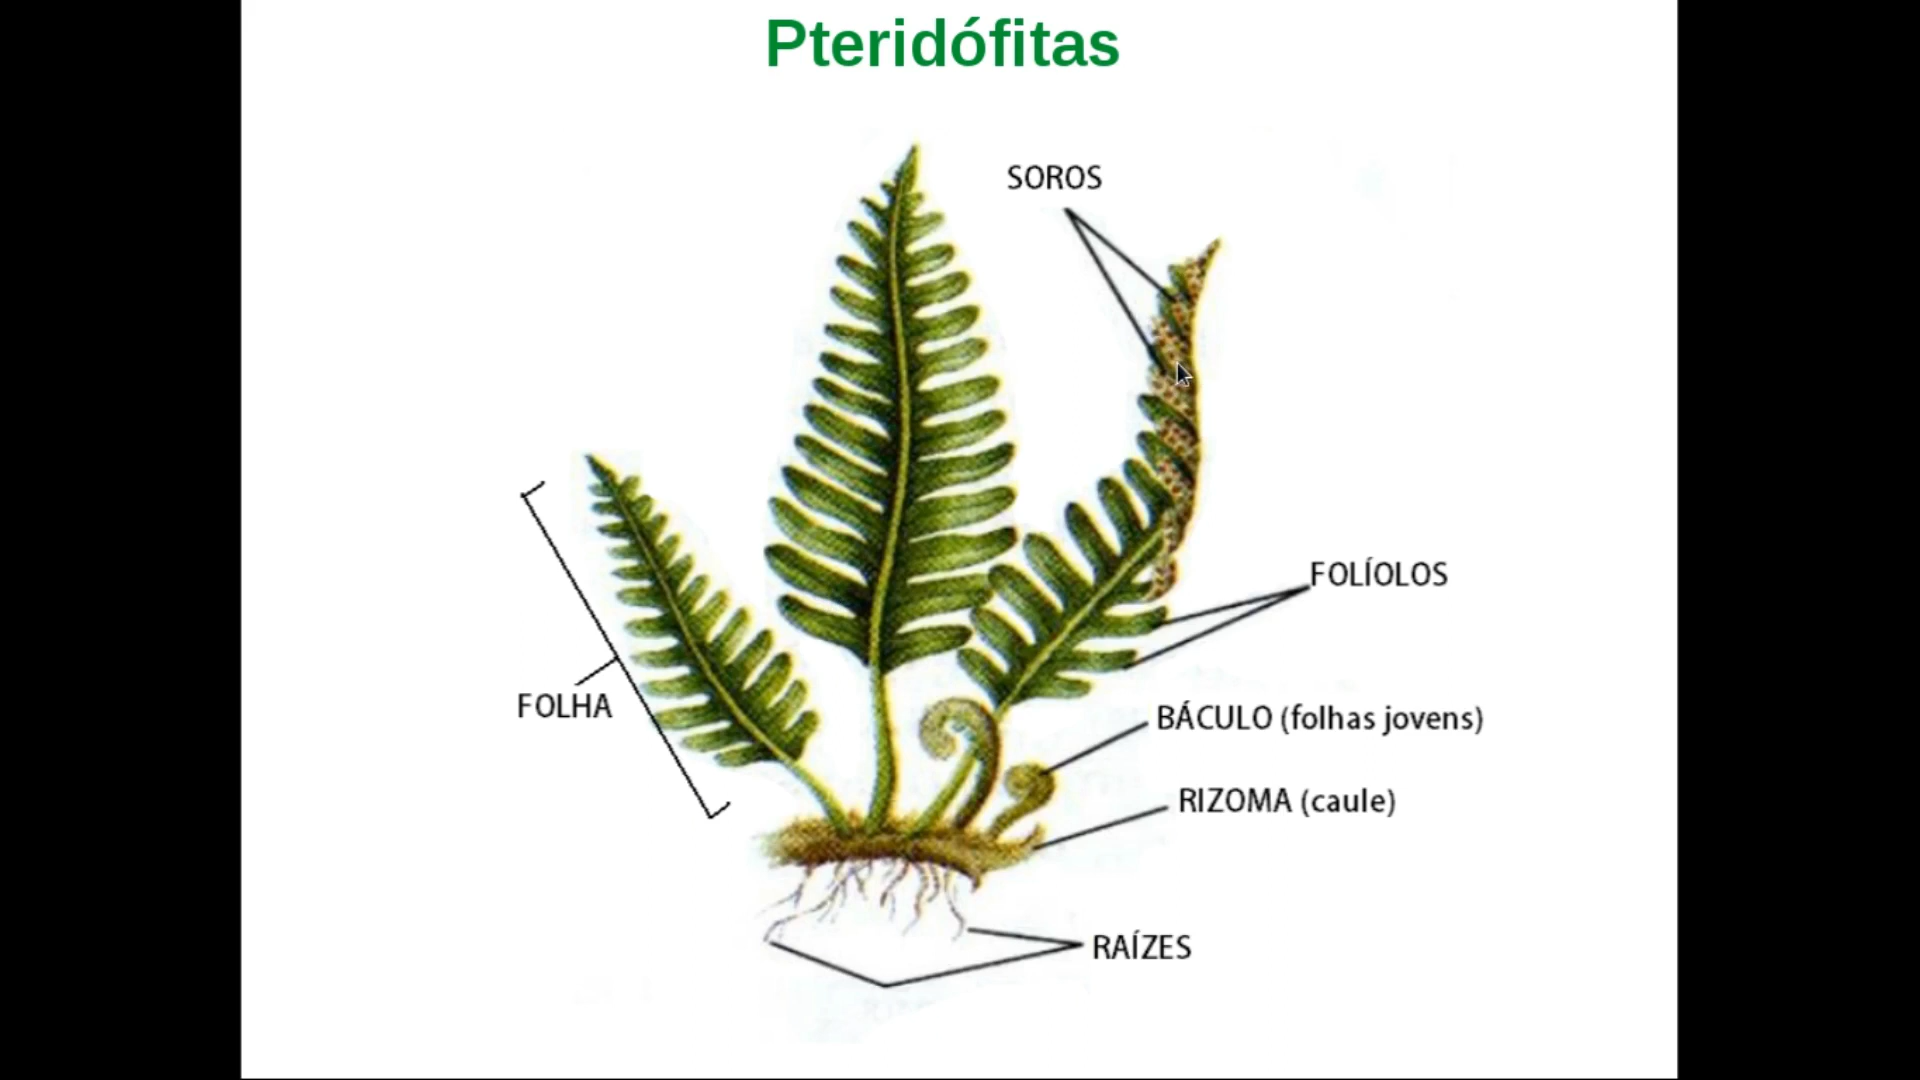 Pteridófitas
SOROS
FOLÍOLOS
FOLHA
BÁCULO (folhas jovens)
RIZOMA (caule)
RAÍZES